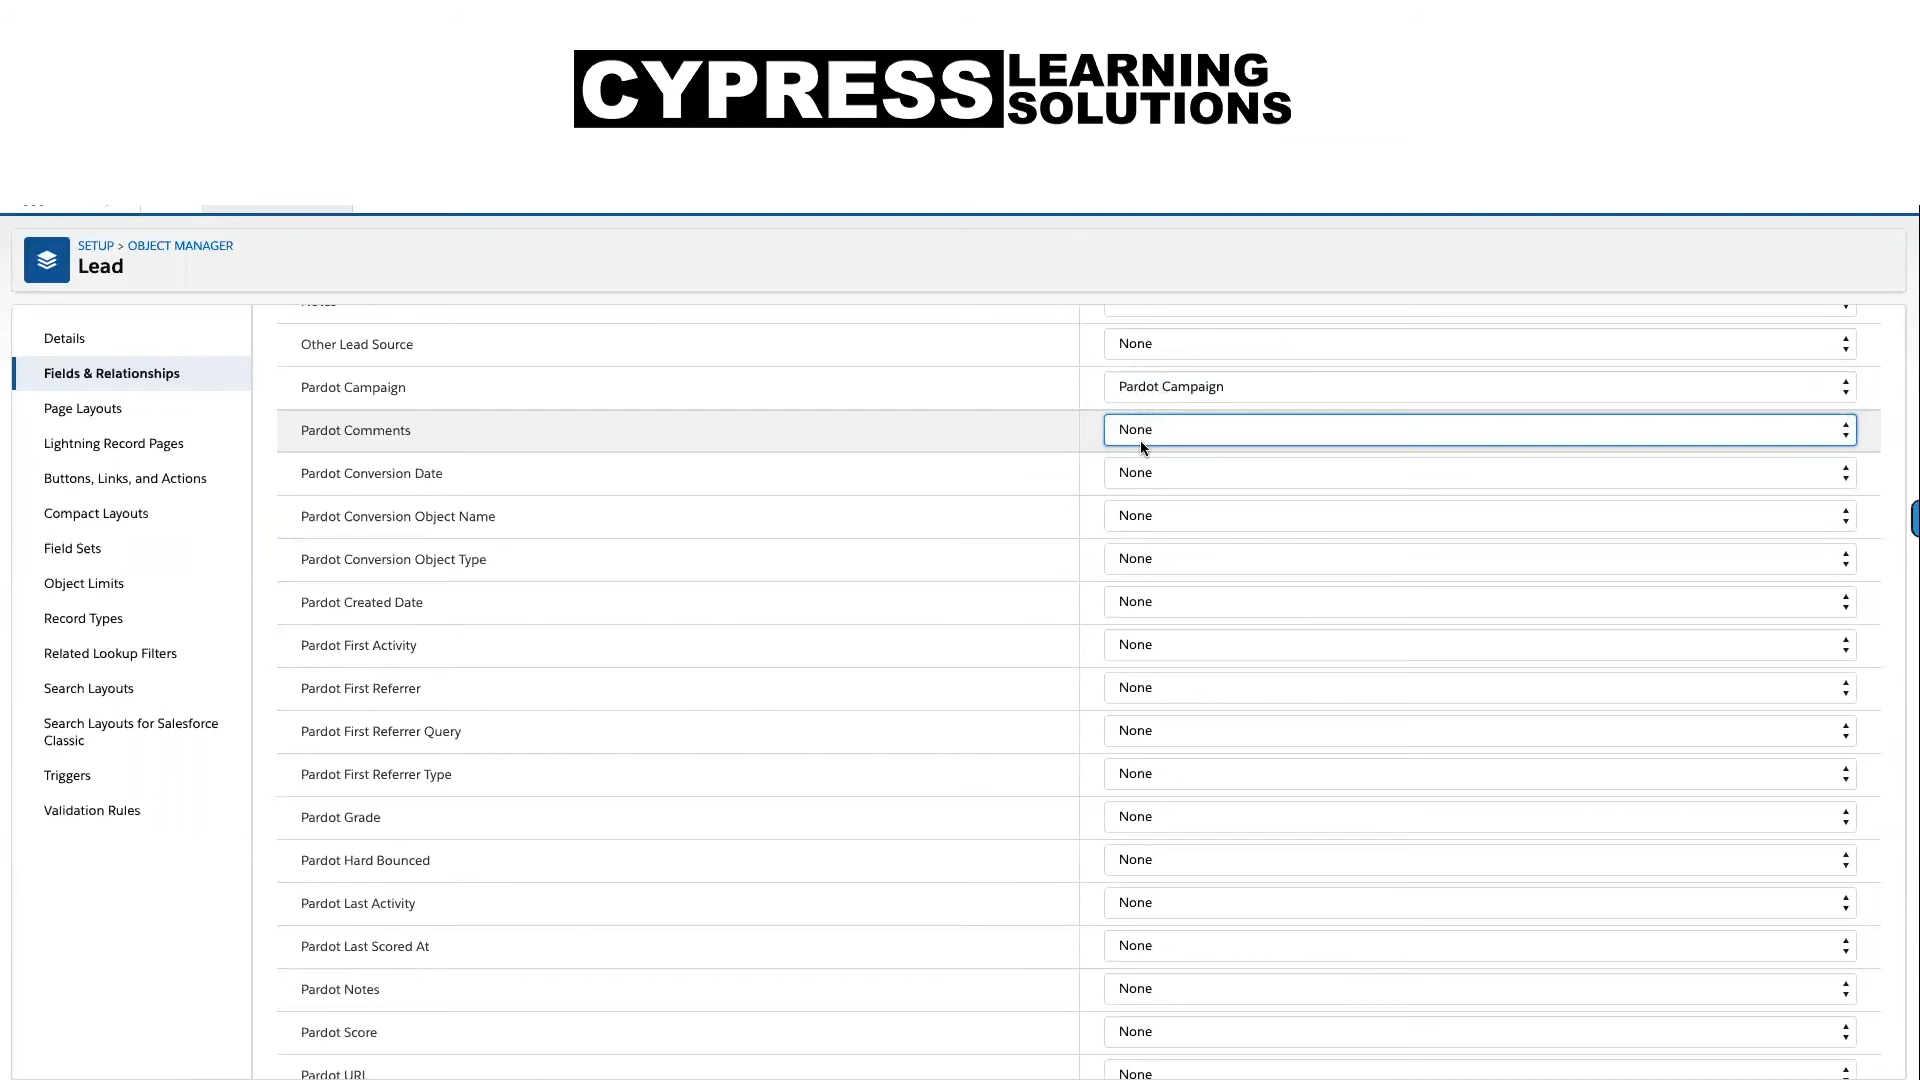 CYPRESS LEARNING
SOLUTIONS
SETUP > OBJECT MANAGER
Lead
Details
Fields & Relationships
Page Layouts
Lightning Record Pages
Buttons, Links, and Actions
Compact Layouts
Field Sets
Object Limits
Record Types
Related Lookup Filters
Search Layouts
Search Layouts for Salesforce
Classic
Triggers
Validation Rules
Other Lead Source None
Pardot Campaign Pardot Campaign
Pardot Comments None
Pardot Conversion Date None
Pardot Conversion Object Name None
Pardot Conversion Object Type None
Pardot Created Date None
Pardot First Activity None
Pardot First Referrer None
Pardot First Referrer Query None
Pardot First Referrer Type None
Pardot Grade None
Pardot Hard Bounced None
Pardot Last Activity None
Pardot Last Scored At None
Pardot Notes None
Pardot Score None
Pardot URL None